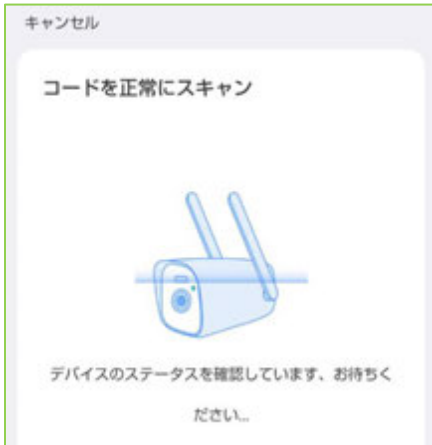 キャンセル
コードを正常にスキャン
デバイスのステータスを確認しています、お待ちく
ださい...